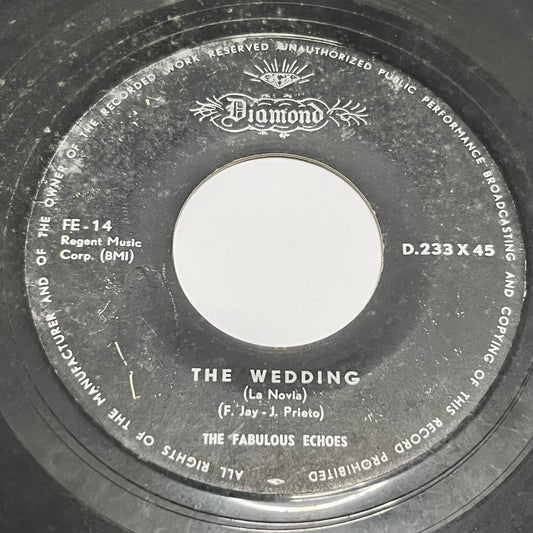 ALL RIGHTS OF THE MANUFACTURER AND OF THE OWNER OF THE RECORDED WORK RESERVED UNAUTHORIZED PUBLIC PERFORMANCE BROADCASTING AND COPYING OF THIS RECORD PROHIBITED
Diamond
FE-14
Regent Music
Corp. (BMI)
D.233 X 45
THE WEDDING
(La Novia)
(F. Jay - J. Prieto)
THE FABULOUS ECHOES